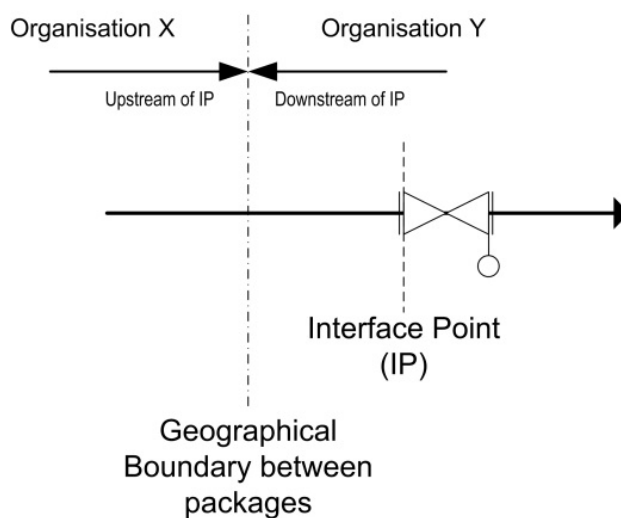 Organisation X
Organisation Y
Upstream of IP
Downstream of IP
Interface Point
(IP)
Geographical
Boundary between
packages